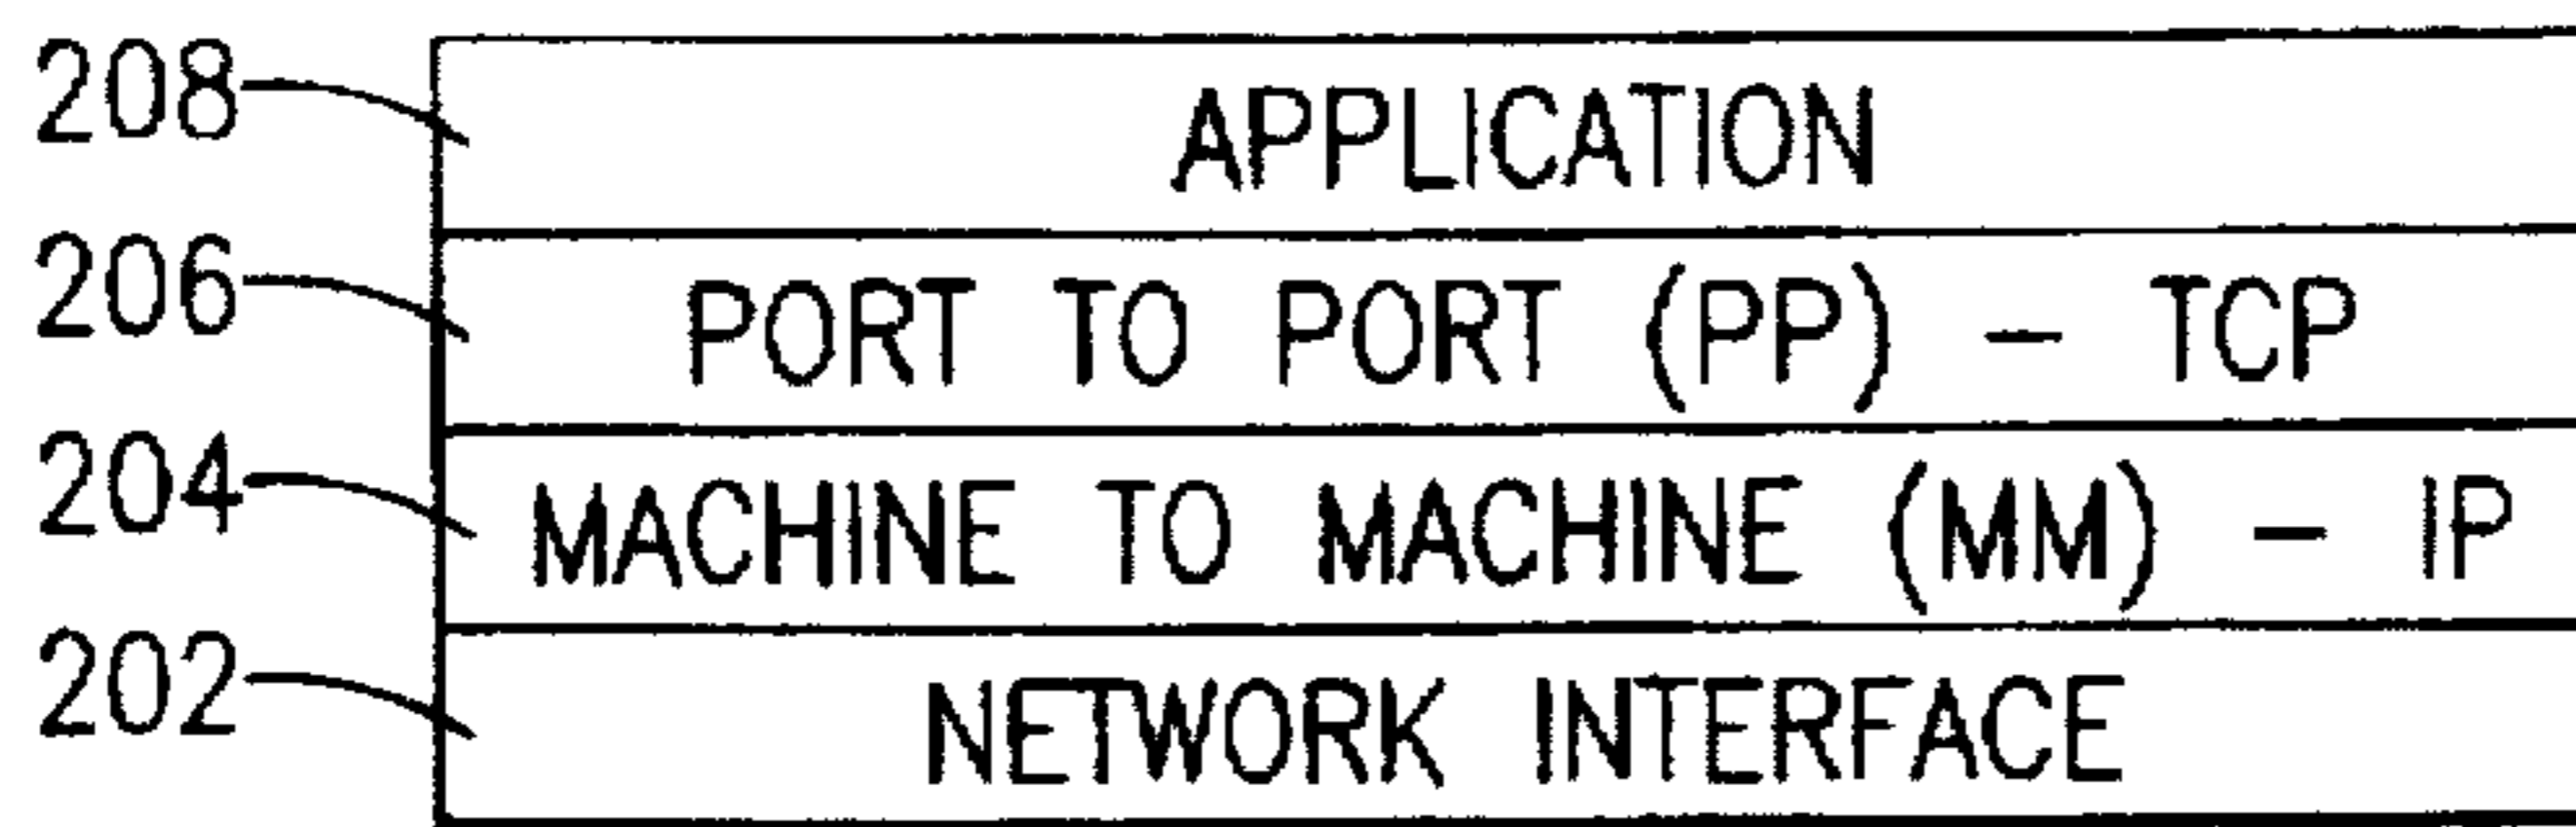 208 APPLICATION
206 PORT TO PORT (PP) - TCP
204 MACHINE TO MACHINE (MM) - IP
202 NETWORK INTERFACE